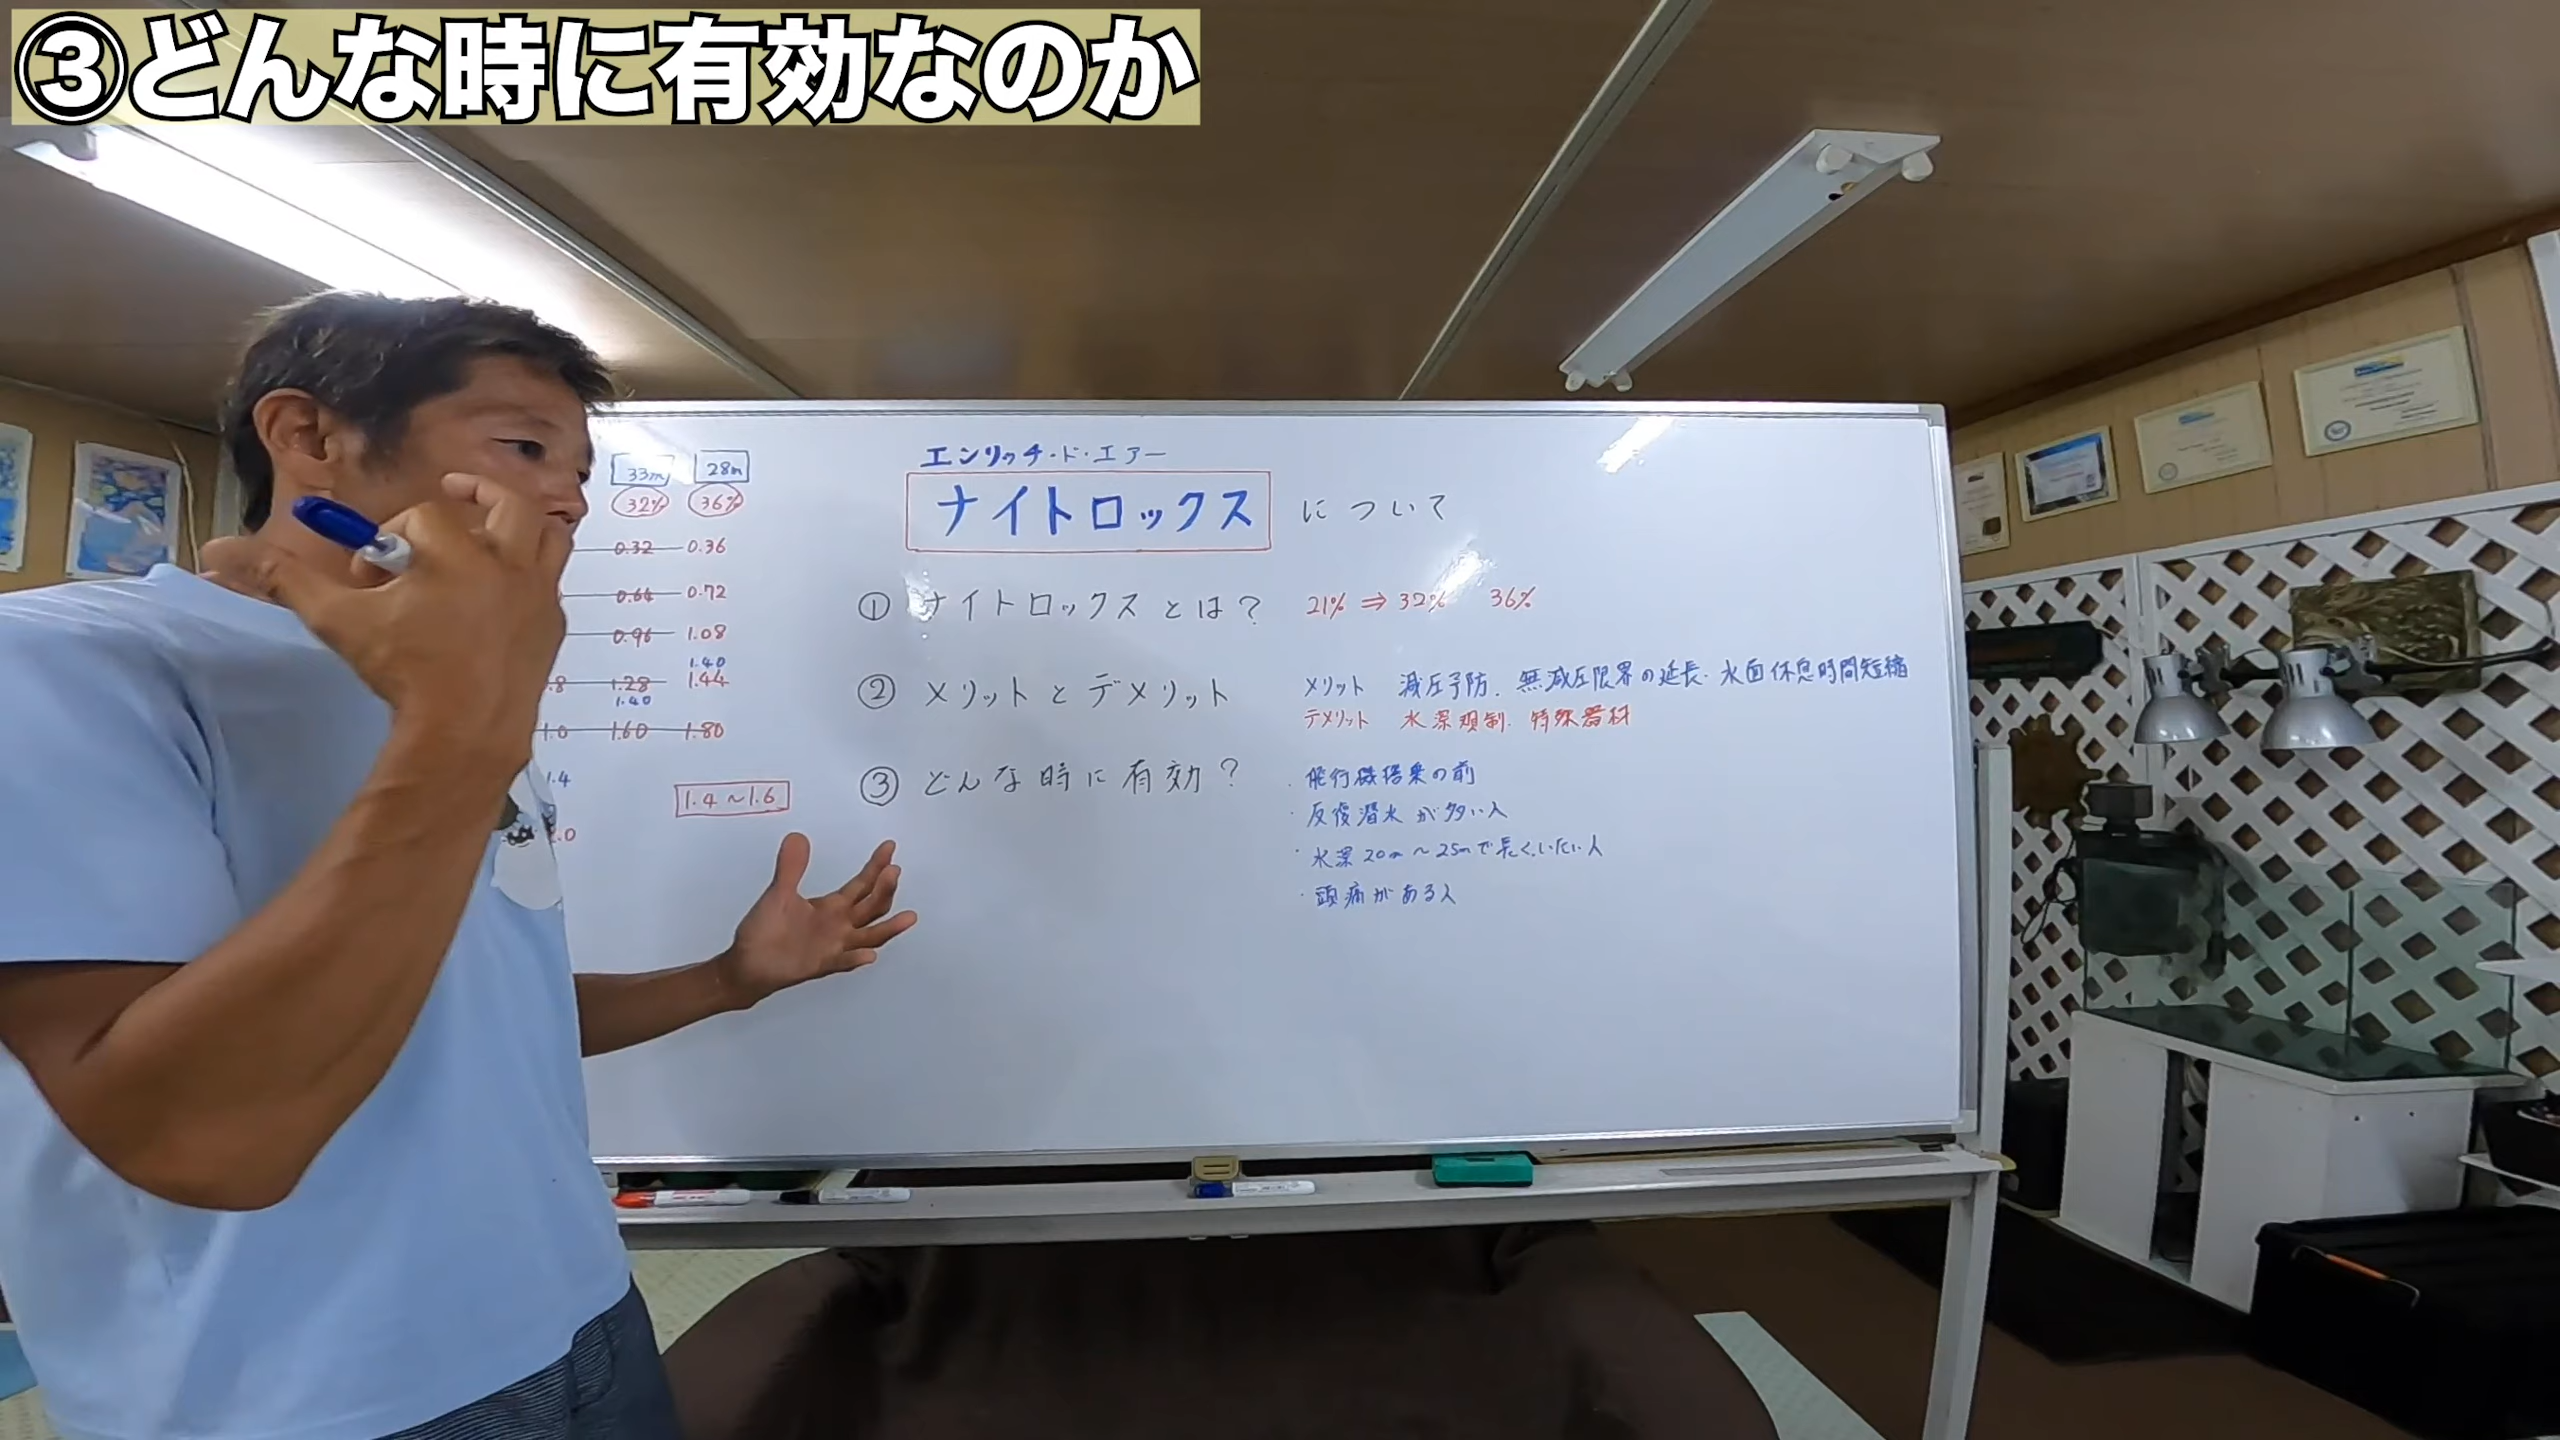 ③どんな時に有効なのか
33m 28m
32% 36%
0.32 0.36
0.64 0.72
0.96 1.08
1.40
.8 1.28 1.44
1.40
1.0 1.60 1.80
1.4
1.4～1.6
2.0
エンリッチ・ド・エアー
ナイトロックス について
① ナイトロックスとは? 21% ⇒ 32% 36%
② メリットとデメリット
メリット 減圧予防. 無減圧限界の延長. 水面休息時間短縮
デメリット 水深規制. 特殊器材
③ どんな時に有効?
・飛行機搭乗の前
・反復潜水が多い人
・水深20m～25mで長くいたい人
・頭痛がある人